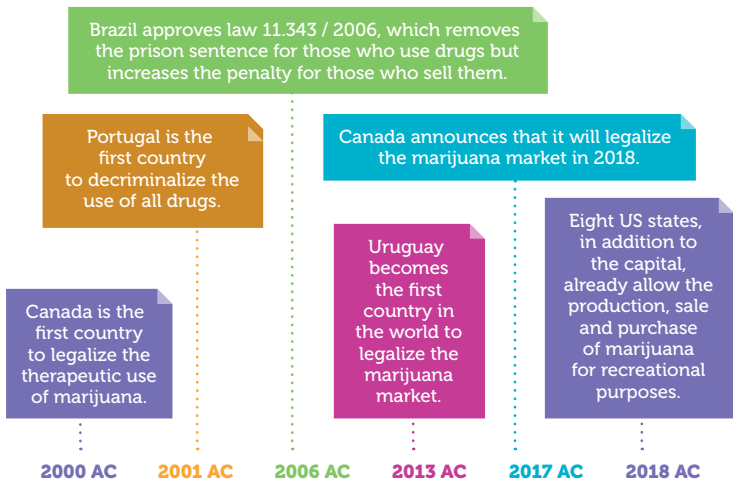 Brazil approves law 11.343 / 2006, which removes
the prison sentence for those who use drugs but
increases the penalty for those who sell them.
Portugal is the
first country
to decriminalize the
use of all drugs.
Canada announces that it will legalize
the marijuana market in 2018.
Canada is the
first country
to legalize the
therapeutic use
of marijuana.
Uruguay
becomes
the first
country in
the world to
legalize the
marijuana
market.
Eight US states,
in addition to
the capital,
already allow the
production, sale
and purchase
of marijuana
for recreational
purposes.
2000 AC 2001 AC 2006 AC 2013 AC 2017 AC 2018 AC